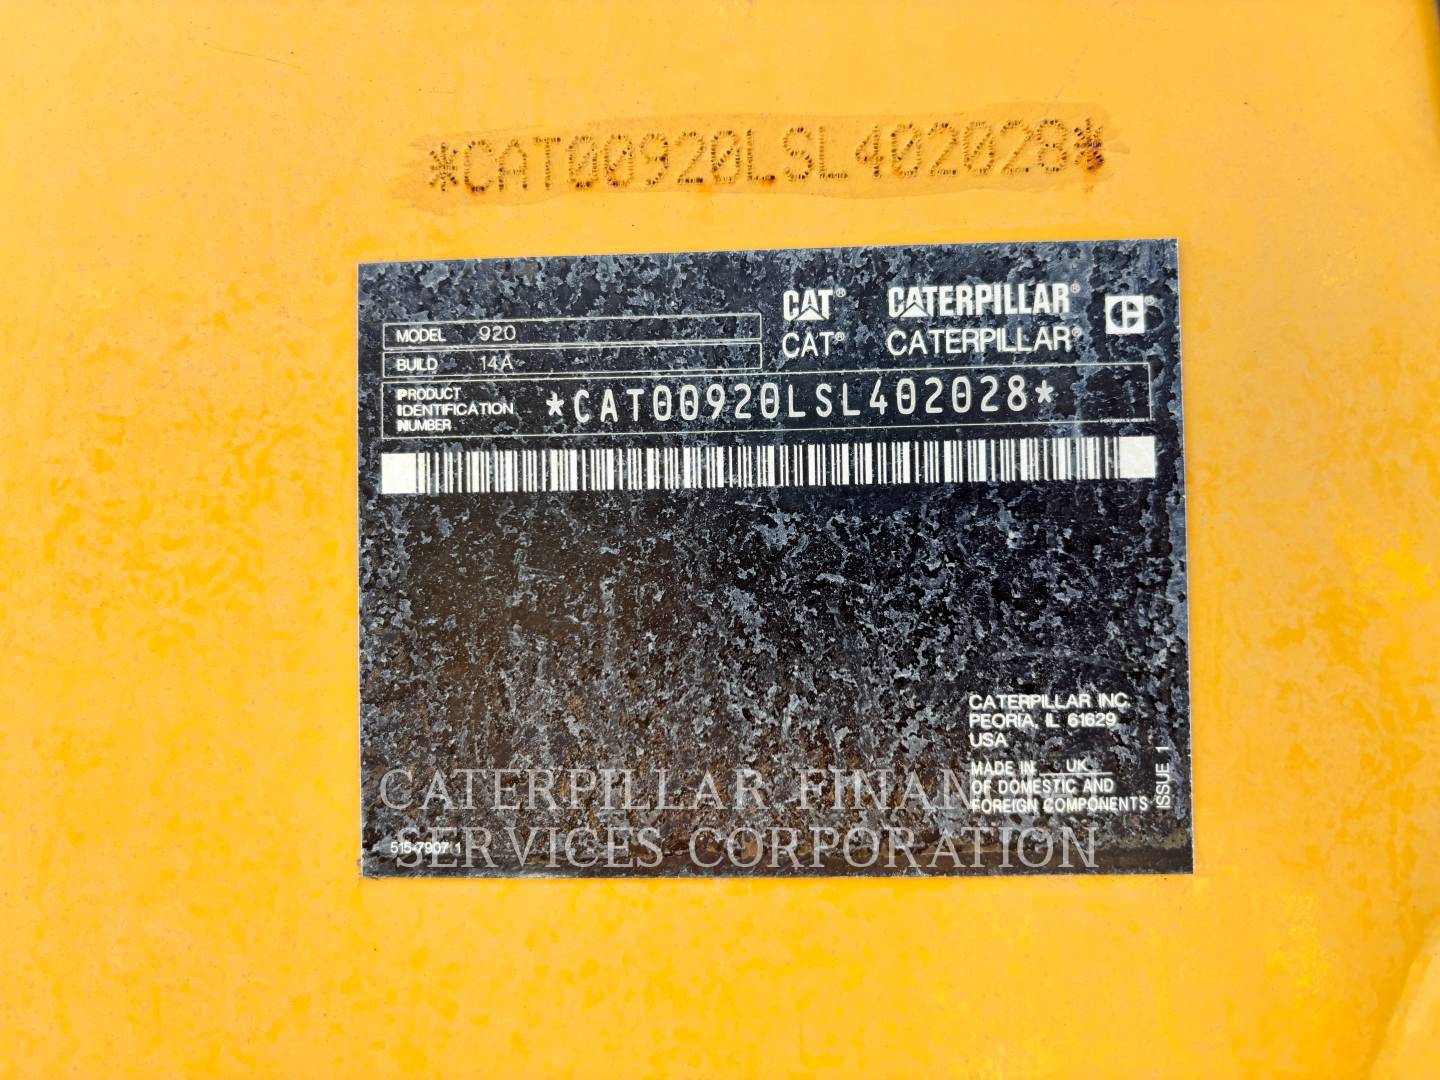 *CAT00920LSL402028*
CAT® CATERPILLAR®
CAT® CATERPILLAR®
MODEL 920
BUILD 14A
PRODUCT
IDENTIFICATION
NUMBER
*CAT00920LSL402028*
CATERPILLAR INC.
PEORIA, IL 61629
USA
MADE IN UK
OF DOMESTIC AND
FOREIGN COMPONENTS
ISSUE 1
515-7907 1
CATERPILLAR FINANCIAL
SERVICES CORPORATION